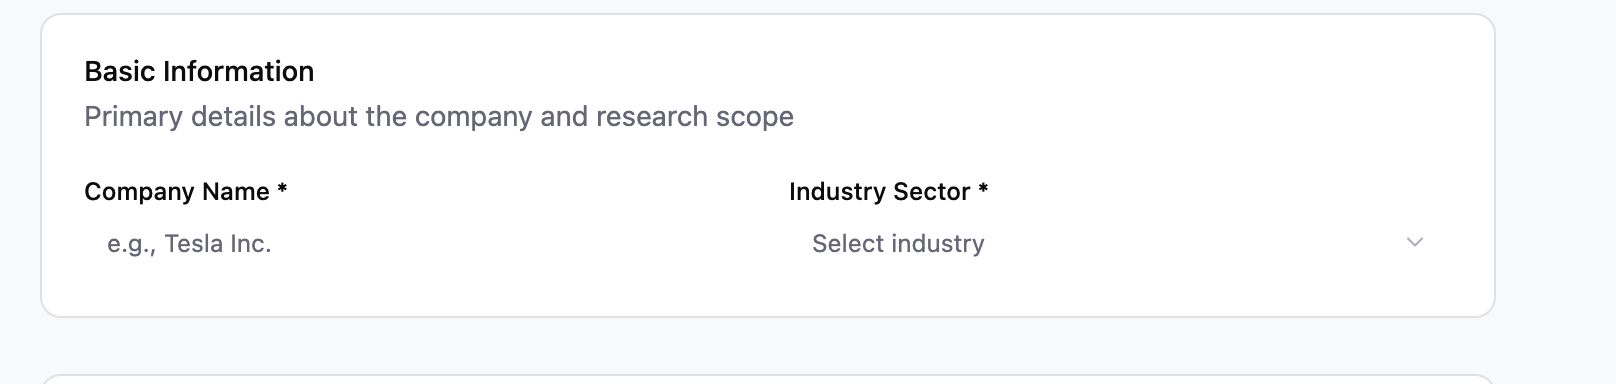 Basic Information
Primary details about the company and research scope
Company Name *
Industry Sector *
e.g., Tesla Inc.
Select industry